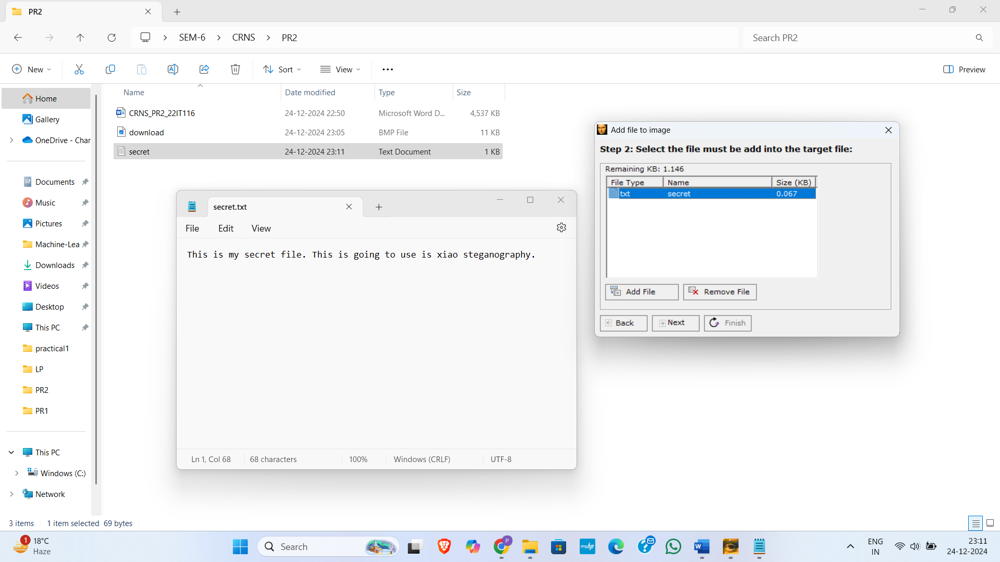 PR2
SEM-6 > CRNS > PR2
Search PR2
New
Sort
View
Preview
Home
Gallery
OneDrive - Char
Documents
Music
Pictures
Machine-Lea
Downloads
Videos
Desktop
This PC
practical1
LP
PR2
PR1
This PC
Windows (C:)
Network
Name Date modified Type Size
CRNS_PR2_22IT116 24-12-2024 22:50 Microsoft Word D... 4,537 KB
download 24-12-2024 23:05 BMP File 11 KB
secret 24-12-2024 23:11 Text Document 1 KB
secret.txt
File Edit View
This is my secret file. This is going to use is xiao steganography.
Ln 1, Col 68 68 characters 100% Windows (CRLF) UTF-8
Add file to image
Step 2: Select the file must be add into the target file:
Remaining KB: 1.146
File Type Name Size (KB)
txt secret 0.067
Add File Remove File
Back Next Finish
3 items 1 item selected 69 bytes
1
18°C
Haze
Search
P
myhp
ENG
IN
23:11
24-12-2024